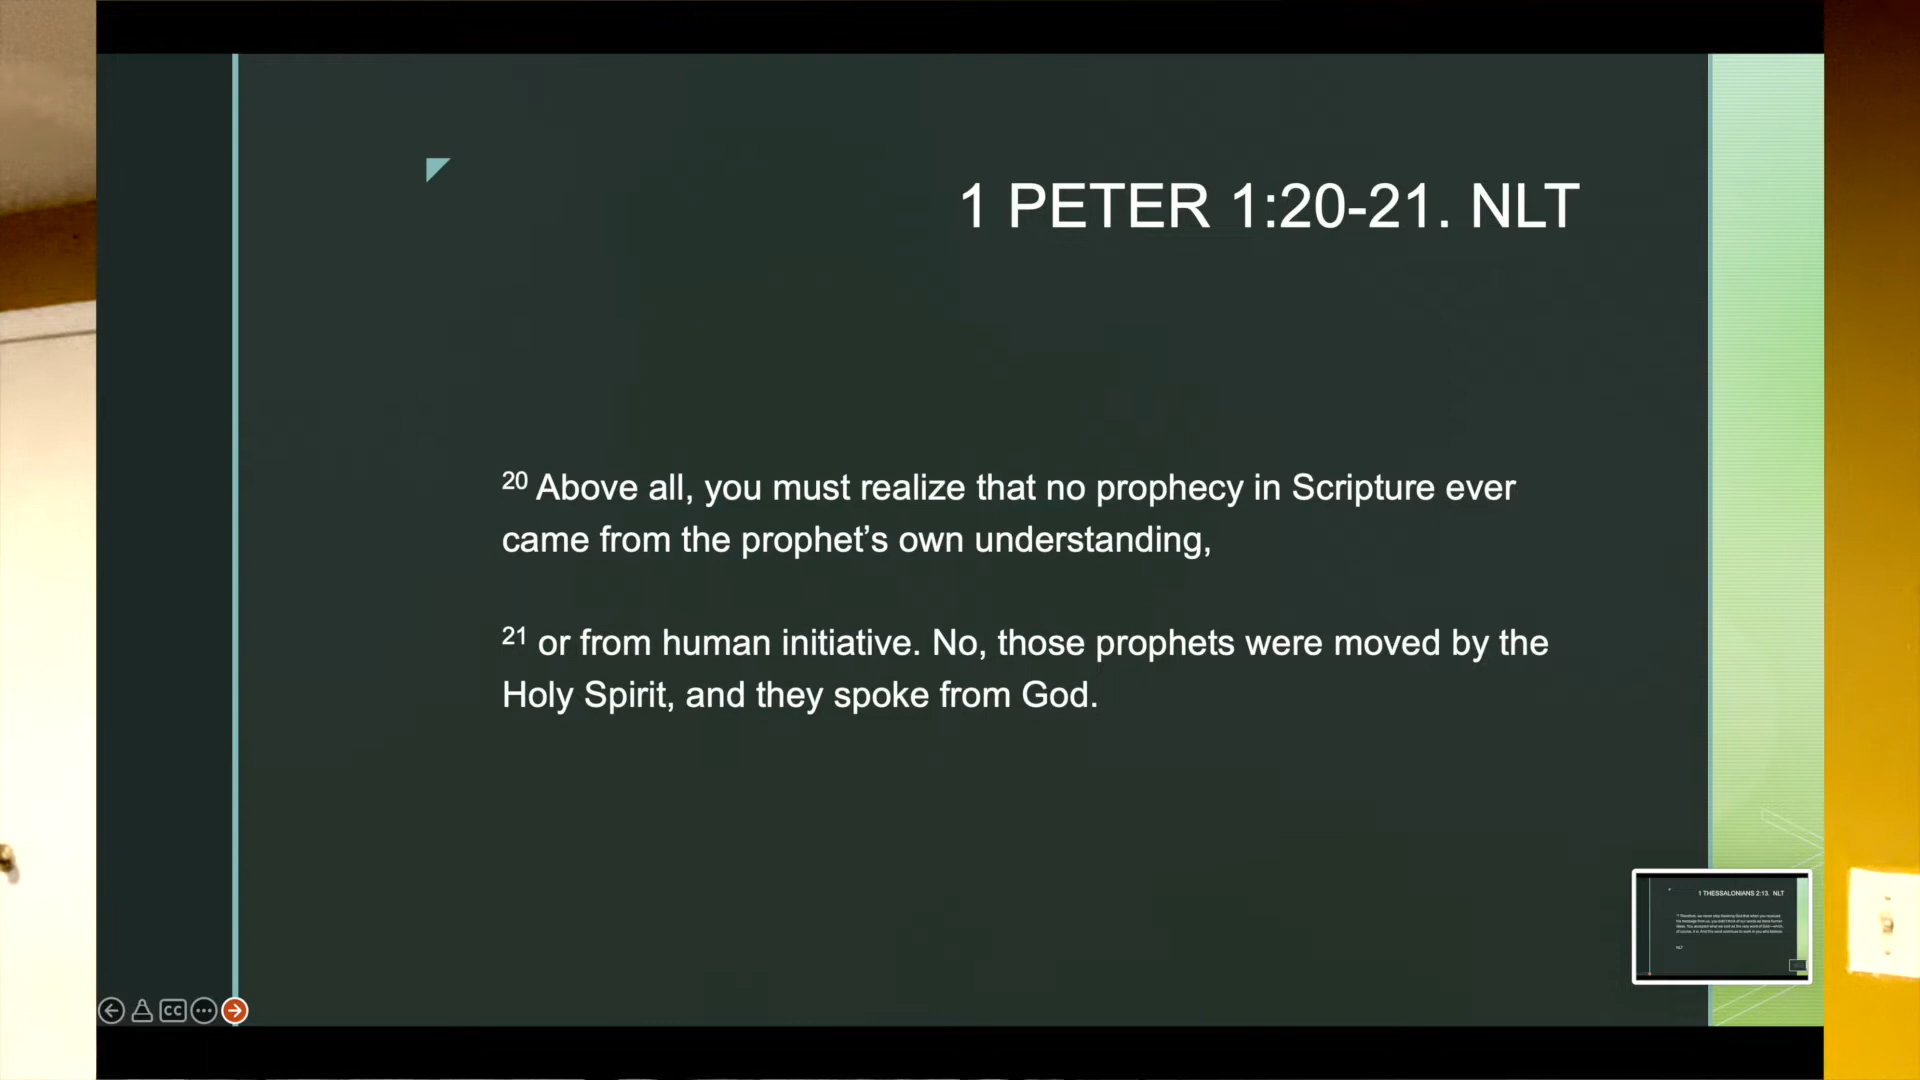 1 PETER 1:20-21. NLT
20 Above all, you must realize that no prophecy in Scripture ever
came from the prophet’s own understanding,
21 or from human initiative. No, those prophets were moved by the
Holy Spirit, and they spoke from God.
1 THESSALONIANS 2:13. NLT
NLT
CC